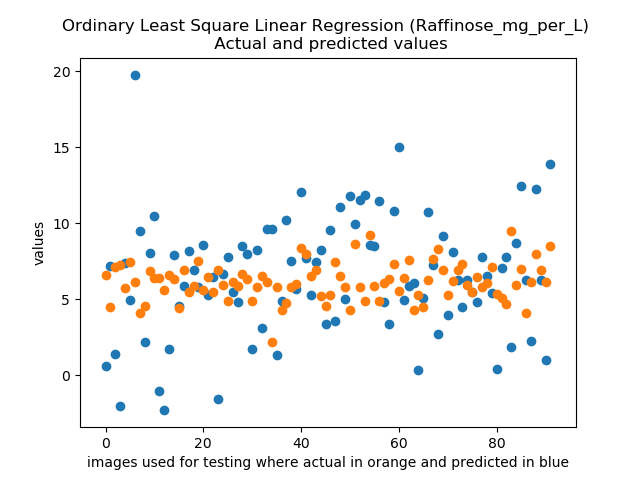 Ordinary Least Square Linear Regression (Raffinose_mg_per_L)
Actual and predicted values
20
15
10
5
0
values
0
20
40
60
80
images used for testing where actual in orange and predicted in blue